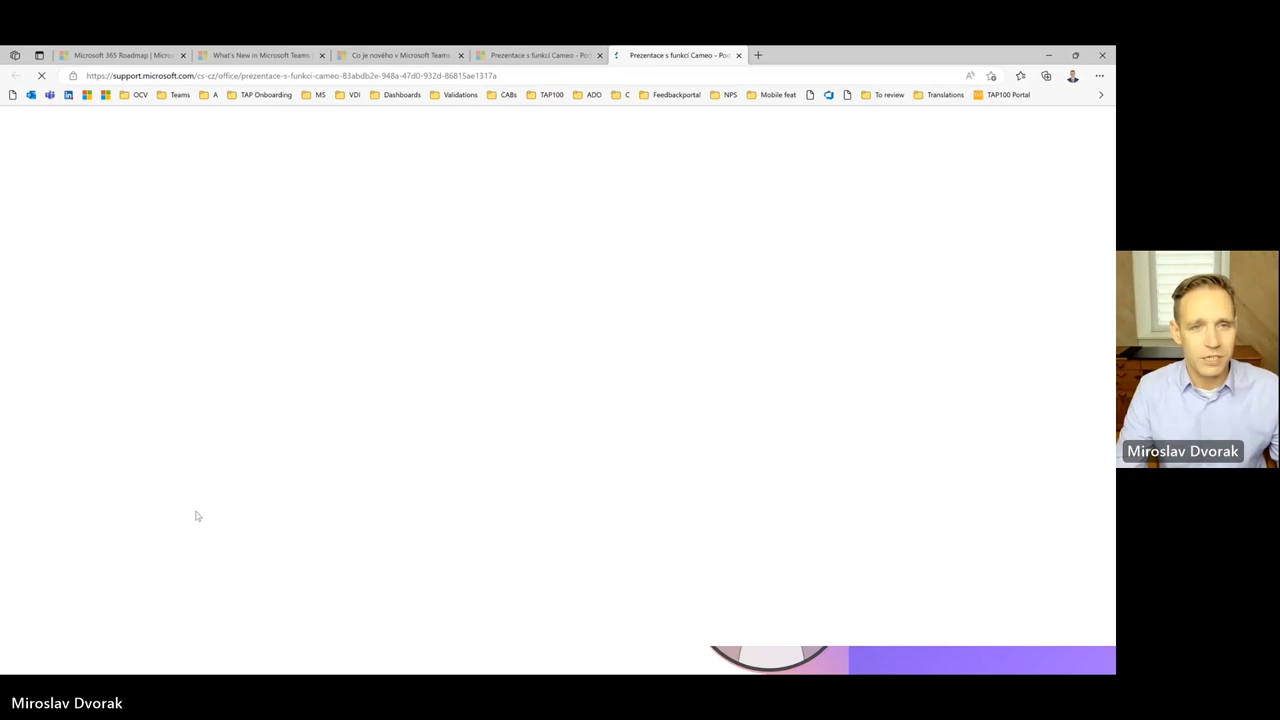 Microsoft 365 Roadmap | Micros
What's New in Microsoft Teams
Co je nového v Microsoft Teams
Prezentace s funkcí Cameo - Pod
Prezentace s funkcí Cameo - Pod
https://support.microsoft.com/cs-cz/office/prezentace-s-funkci-cameo-83abdb2e-948a-47d0-932d-86815ae1317a
OCV Teams A TAP Onboarding MS VDI Dashboards Validations CABs TAP100 ADO C Feedbackportal NPS Mobile feat To review Translations TAP100 Portal
Miroslav Dvorak
Miroslav Dvorak